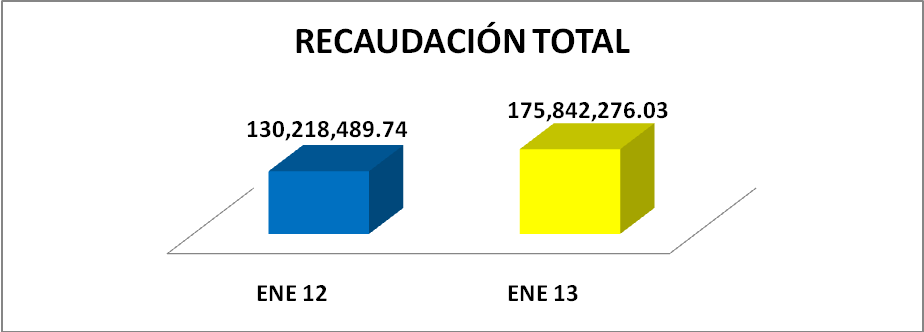 RECAUDACIÓN TOTAL
175,842,276.03
130,218,489.74
ENE 12
ENE 13